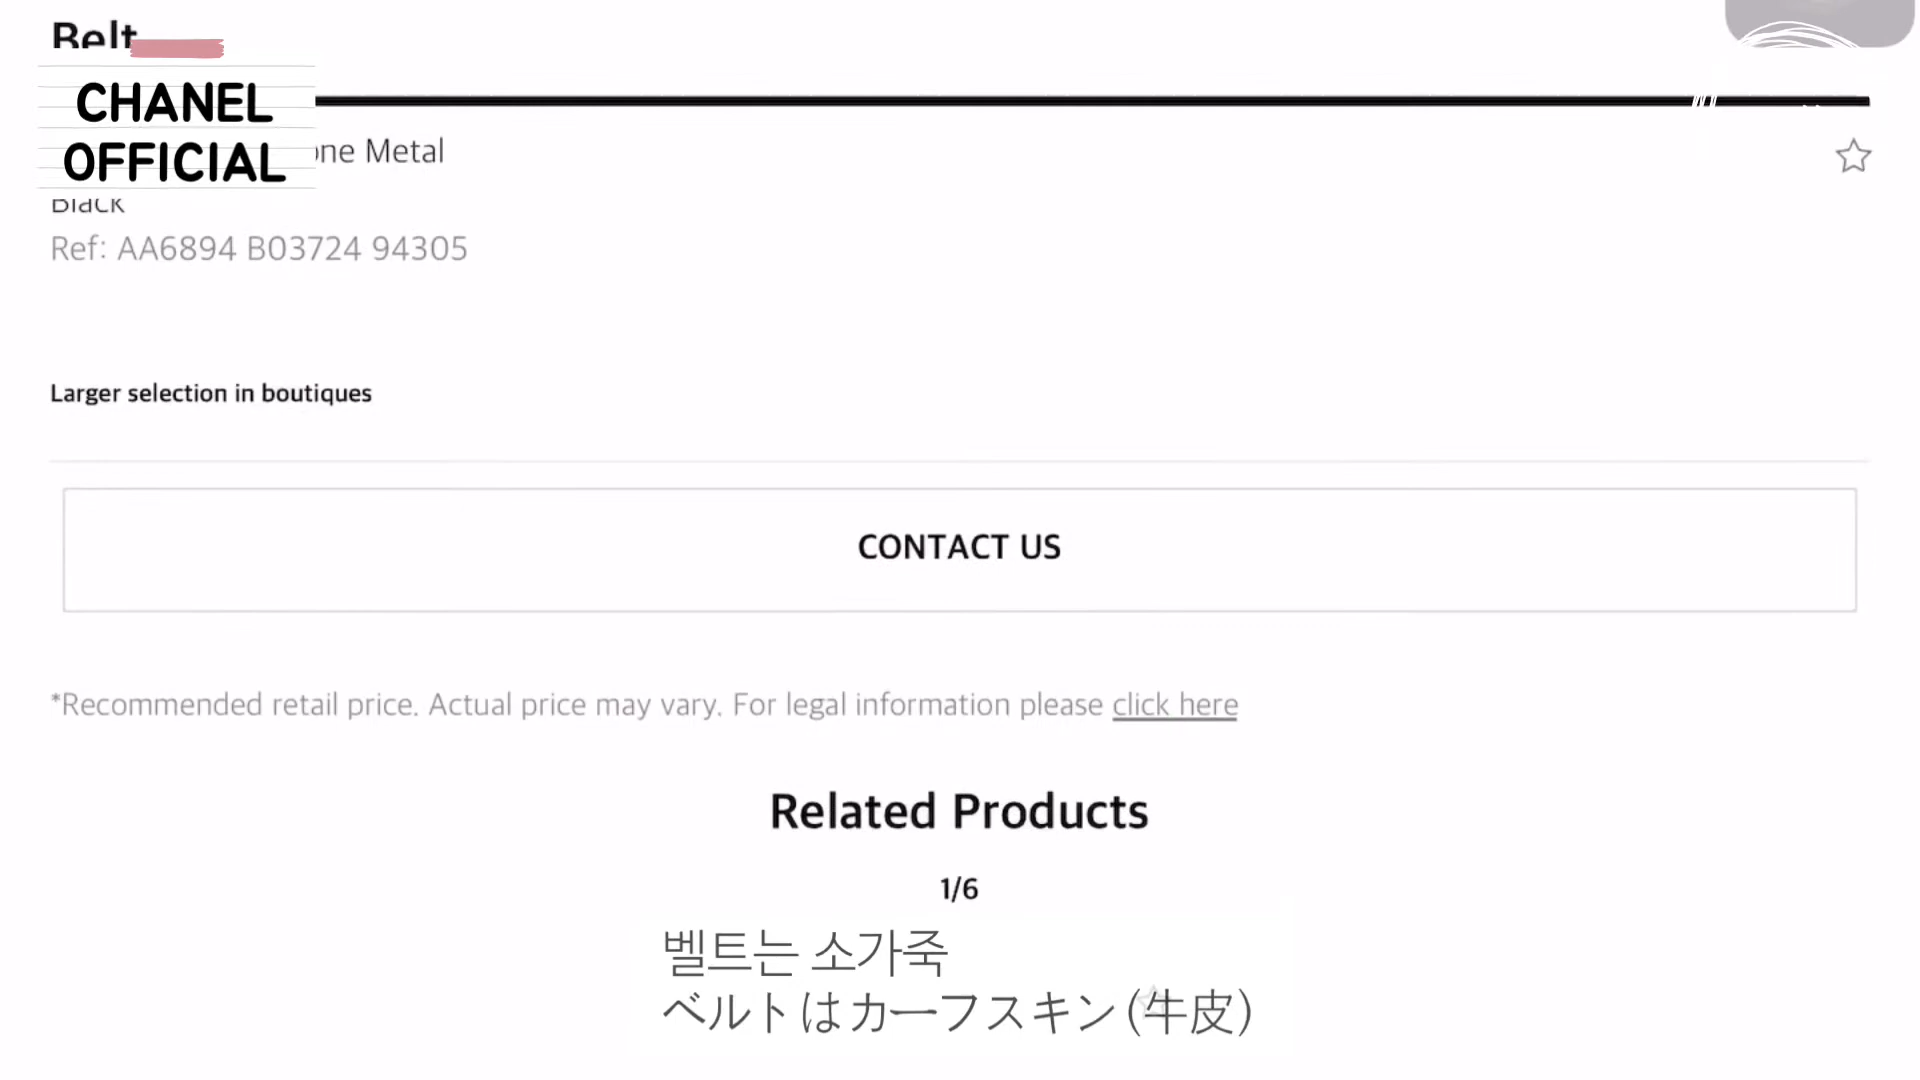 Belt
CHANEL
OFFICIAL
Metal
Black
Ref: AA6894 B03724 94305
Larger selection in boutiques
CONTACT US
*Recommended retail price. Actual price may vary. For legal information please click here
Related Products
1/6
벨트는 소가죽
ベルトはカーフスキン (牛皮)